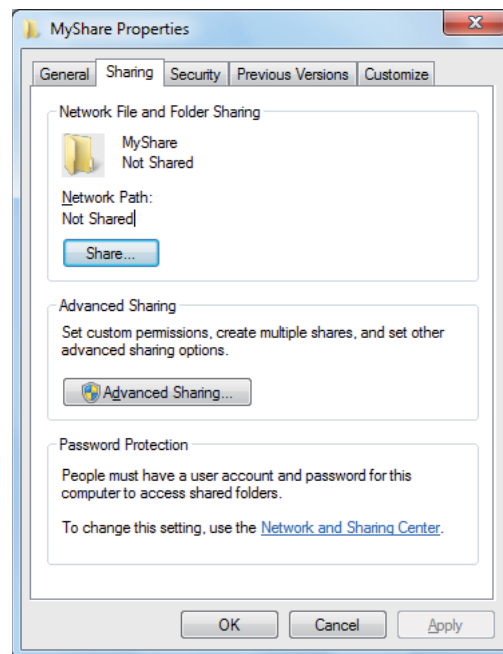 MyShare Properties
General Sharing Security Previous Versions Customize
Network File and Folder Sharing
MyShare
Not Shared
Network Path:
Not Shared
Share...
Advanced Sharing
Set custom permissions, create multiple shares, and set other
advanced sharing options.
Advanced Sharing...
Password Protection
People must have a user account and password for this
computer to access shared folders.
To change this setting, use the Network and Sharing Center.
OK Cancel Apply